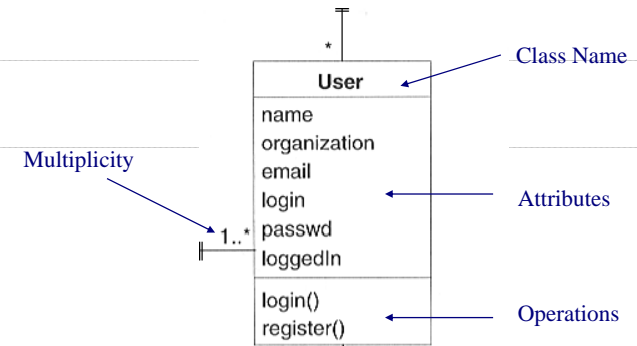 *
Class Name
User
name
organization
email
Multiplicity
login
Attributes
passwd
1..*
loggedIn
login()
Operations
register()